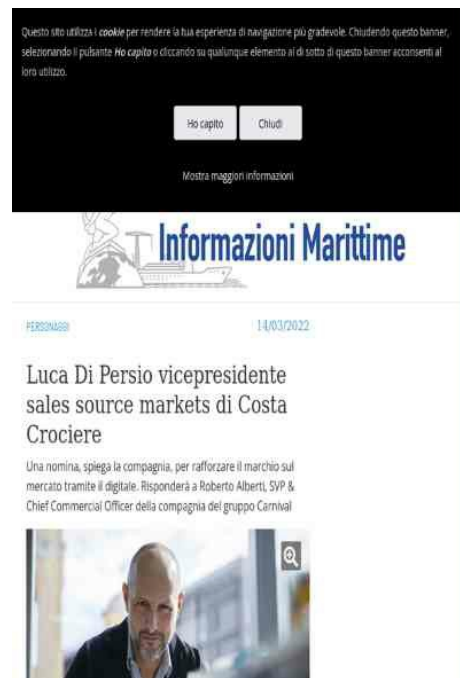 Questo sito utilizza i cookie per rendere la tua esperienza di navigazione più gradevole. Chiudendo questo banner,
selezionando il pulsante Ho capito o cliccando su qualunque elemento al di sotto di questo banner acconsenti al
loro utilizzo.
Ho capito Chiudi
Mostra maggiori informazioni
Informazioni Marittime
PERSONAGGI 14/03/2022
Luca Di Persio vicepresidente
sales source markets di Costa
Crociere
Una nomina, spiega la compagnia, per rafforzare il marchio sul
mercato tramite il digitale. Risponderà a Roberto Alberti, SVP &
Chief Commercial Officer della compagnia del gruppo Carnival